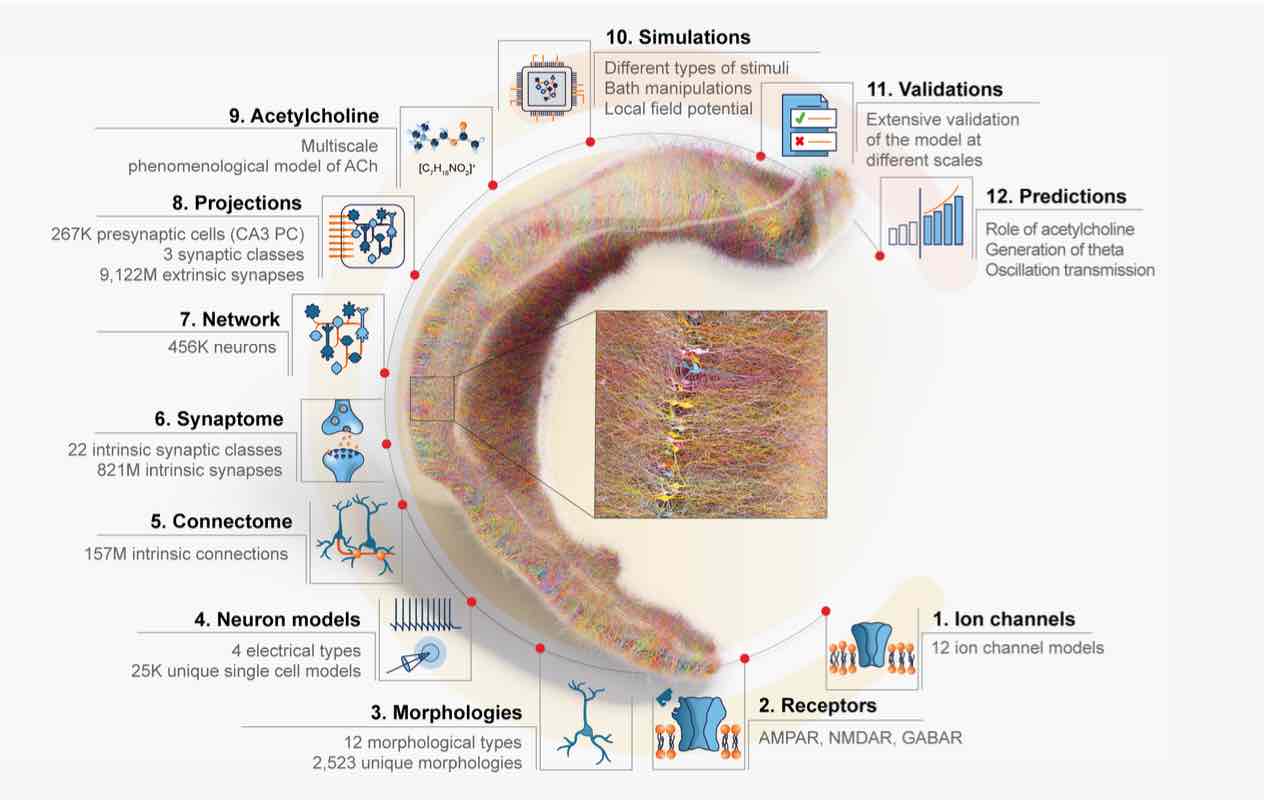 10. Simulations
Different types of stimuli
Bath manipulations
Local field potential
11. Validations
Extensive validation
of the model at
different scales
9. Acetylcholine
Multiscale
phenomenological model of ACh
[C₇H₁₆NO₂]⁺
12. Predictions
Role of acetylcholine
Generation of theta
Oscillation transmission
8. Projections
267K presynaptic cells (CA3 PC)
3 synaptic classes
9,122M extrinsic synapses
7. Network
456K neurons
6. Synaptome
22 intrinsic synaptic classes
821M intrinsic synapses
5. Connectome
157M intrinsic connections
4. Neuron models
4 electrical types
25K unique single cell models
3. Morphologies
12 morphological types
2,523 unique morphologies
2. Receptors
AMPAR, NMDAR, GABAR
1. Ion channels
12 ion channel models